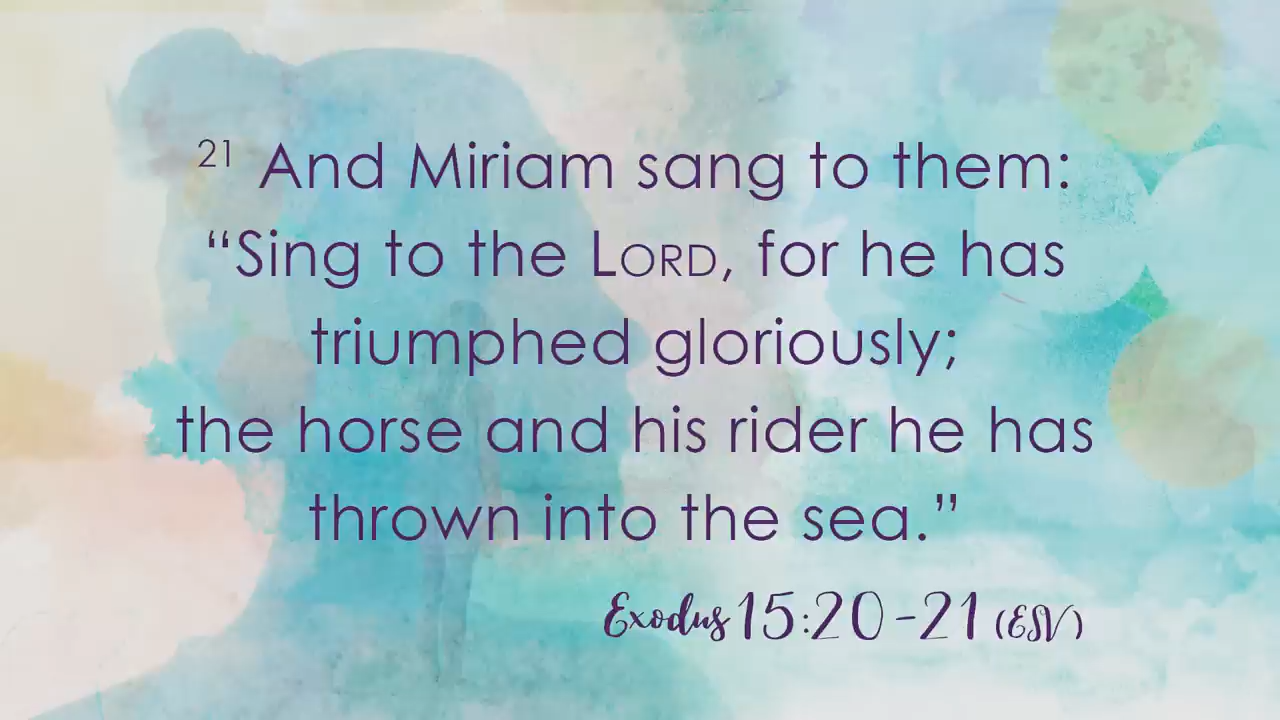 21 And Miriam sang to them:
“Sing to the LORD, for he has
triumphed gloriously;
the horse and his rider he has
thrown into the sea.”
Exodus 15:20-21 (ESV)